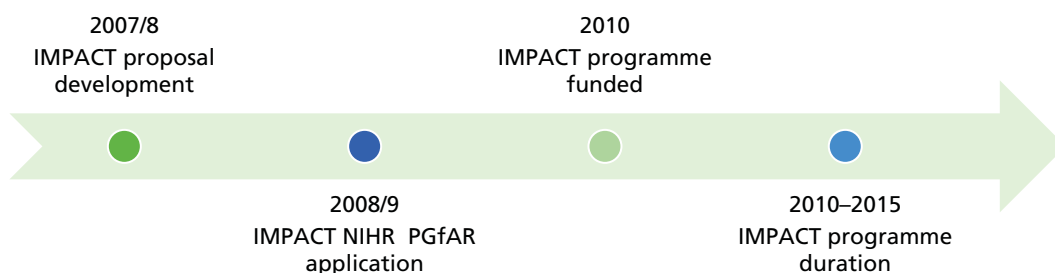 2007/8
IMPACT proposal
development
2008/9
IMPACT NIHR PGfAR
application
2010
IMPACT programme
funded
2010–2015
IMPACT programme
duration